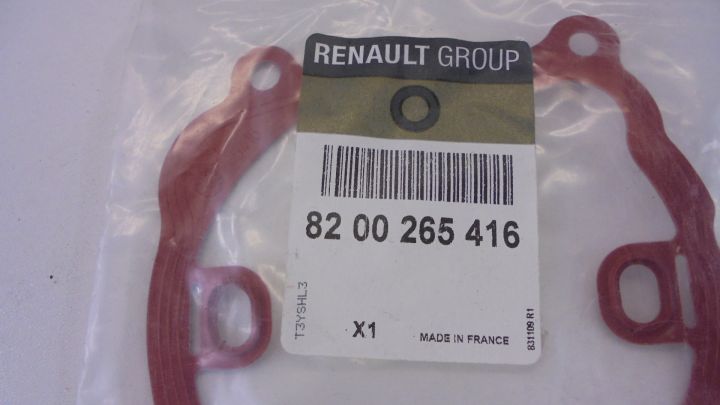 RENAULT GROUP
82 00 265 416
T3YSHL3
X1
MADE IN FRANCE
831109 R1